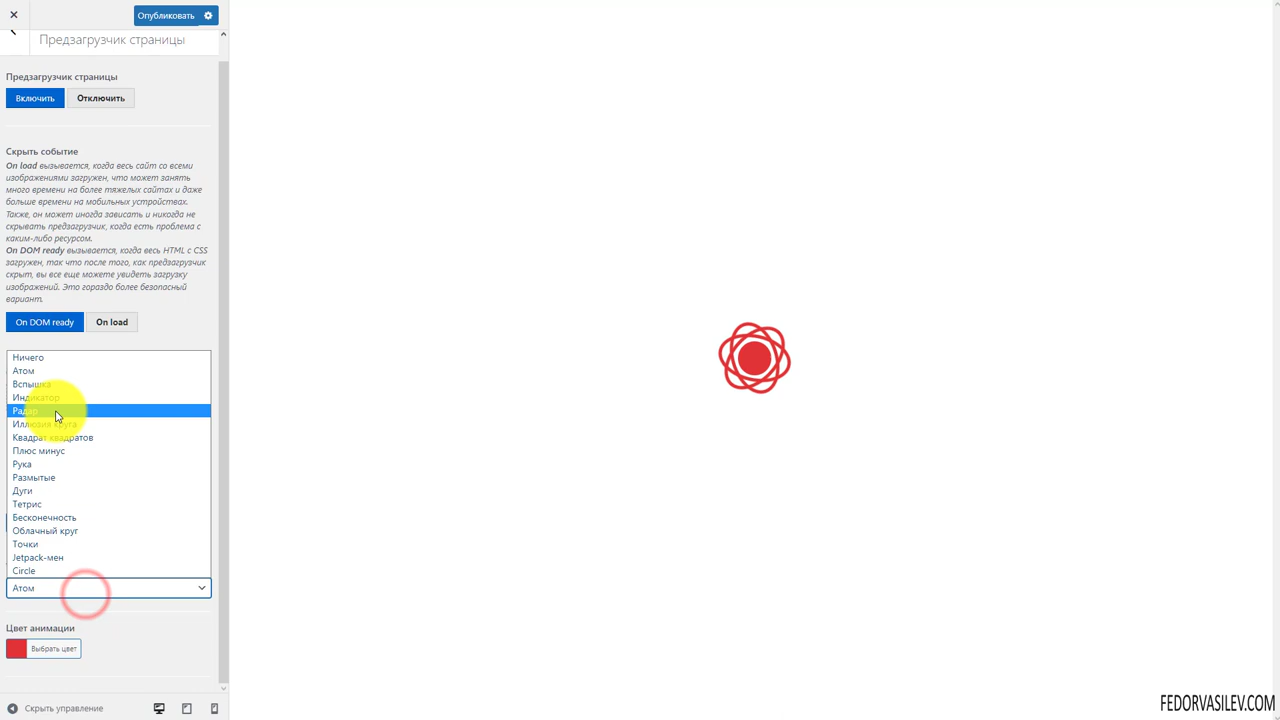 Опубликовать
Предзагрузчик страницы
Предзагрузчик страницы
Включить
Отключить
Скрыть событие
On load вызывается, когда весь сайт со всеми
изображениями загружен, что может занять
много времени на более тяжелых сайтах и даже
больше времени на мобильных устройствах.
Также, он может иногда зависать и никогда не
скрывать предзагрузчик, когда есть проблема с
каким-либо ресурсом.
On DOM ready вызывается, когда весь HTML с CSS
загружен, так что после того, как предзагрузчик
скрыт, вы все еще можете увидеть загрузку
изображений. Это гораздо более безопасный
вариант.
On DOM ready
On load
Ничего
Атом
Вспышка
Индикатор
Радар
Иллюзия круга
Квадрат квадратов
Плюс минус
Рука
Размытые
Дуги
Тетрис
Бесконечность
Облачный круг
Точки
Jetpack-мен
Circle
Атом
Цвет анимации
Выбрать цвет
Скрыть управление
FEDORVASILEV.COM